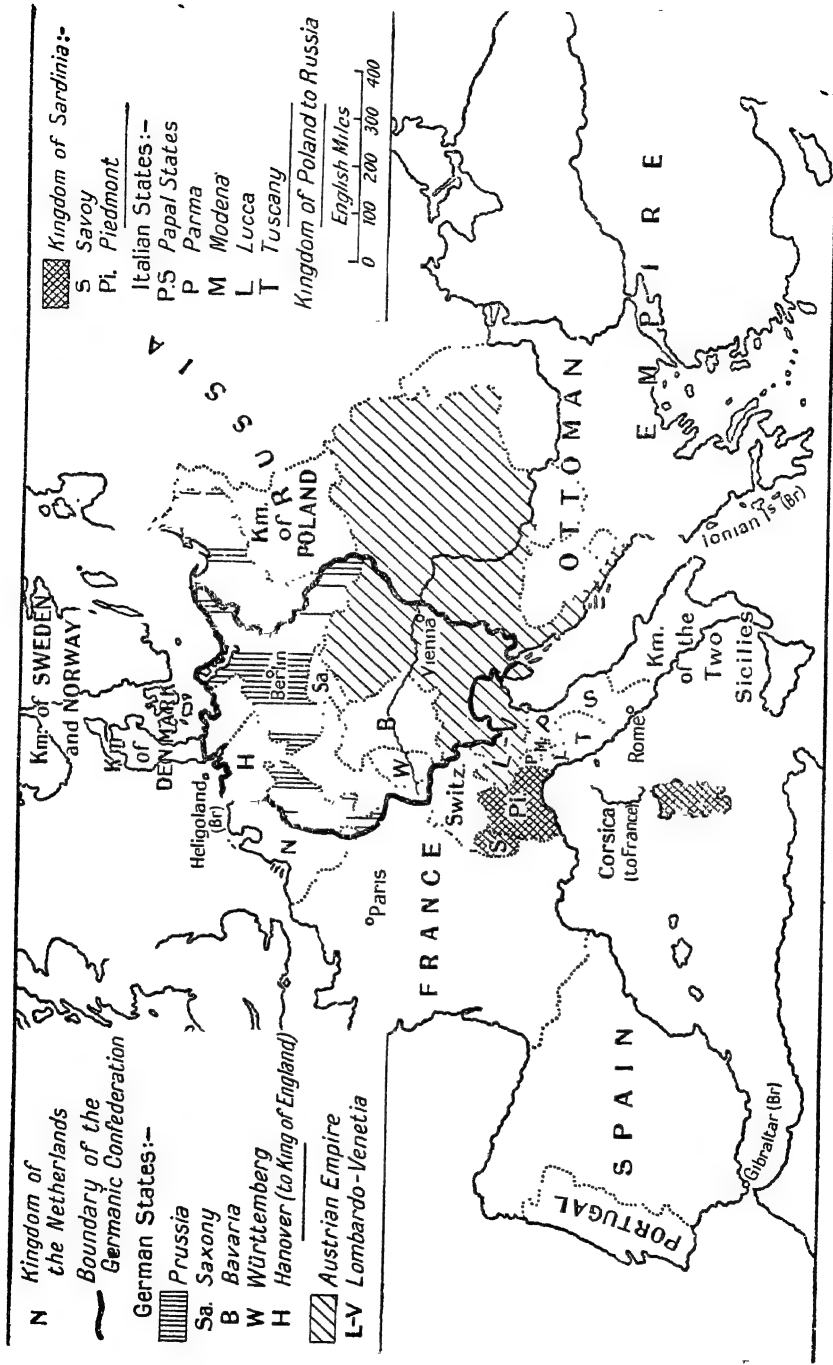 N Kingdom of
the Netherlands
Boundary of the
Germanic Confederation
German States:-
Prussia
Sa. Saxony
B Bavaria
W Württemberg
H Hanover (to King of England)
Austrian Empire
L-V Lombardo-Venetia
Kingdom of Sardinia:-
S Savoy
Pi. Piedmont
Italian States:-
P.S Papal States
P Parma
M Modena
L Lucca
T Tuscany
Kingdom of Poland to Russia
English Miles
0 100 200 300 400
Km. of SWEDEN
and NORWAY
Km.
of
DENMARK
Heligoland
(Br)
H
N
Berlin
Sa.
Km.
of
POLAND
RUSSIA
Paris
FRANCE
W
B
Vienna
Switz.
S.
Pi.
L-
P.
M.
L
T
P
S
Rome
Corsica
(to France)
Km.
of the
Two
Sicilies
OTTOMAN
EMPIRE
Ionian Is (Br)
SPAIN
PORTUGAL
Gibraltar (Br)